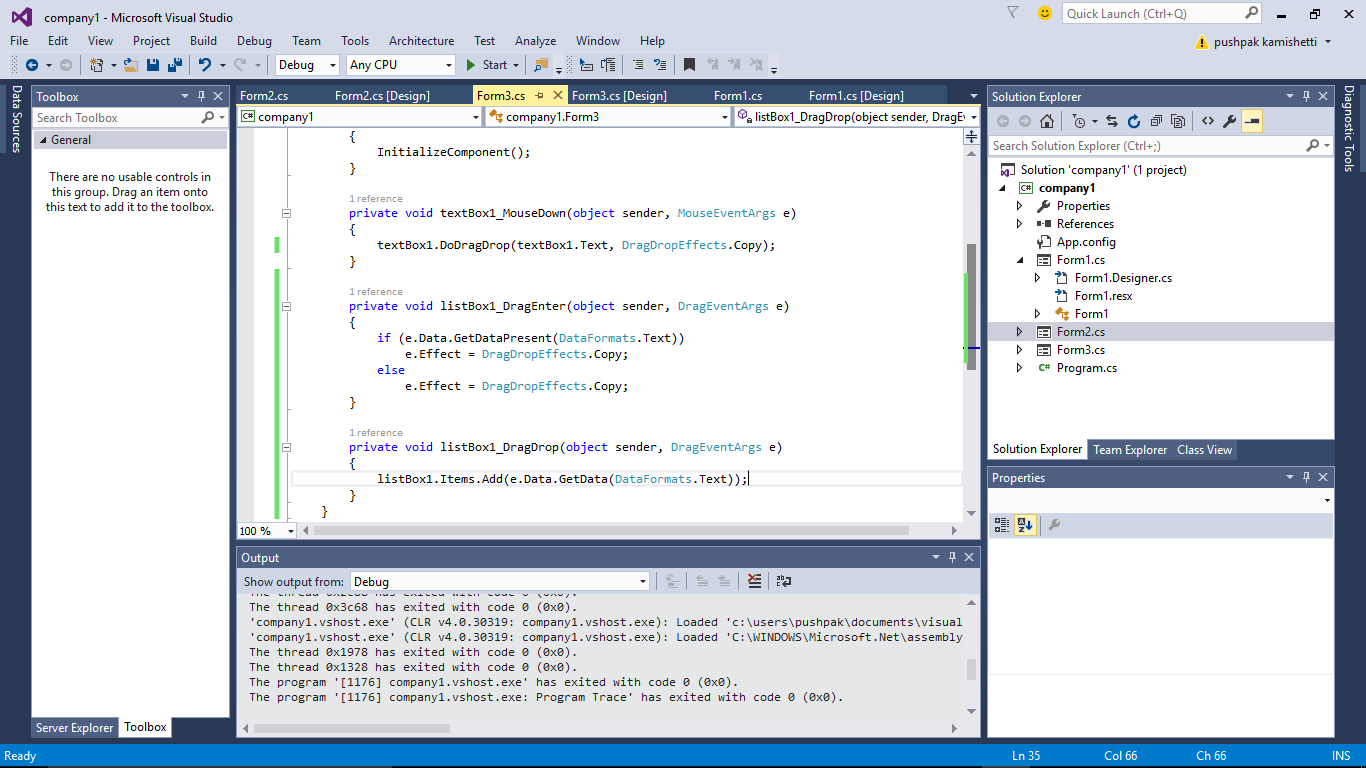 company1 - Microsoft Visual Studio
Quick Launch (Ctrl+Q)
File Edit View Project Build Debug Team Tools Architecture Test Analyze Window Help
pushpak kamishetti
Debug Any CPU Start
Data Sources
Toolbox
Search Toolbox
General
There are no usable controls in
this group. Drag an item onto
this text to add it to the toolbox.
Server Explorer Toolbox
Form2.cs Form2.cs [Design] Form3.cs Form3.cs [Design] Form1.cs Form1.cs [Design]
company1 company1.Form3 listBox1_DragDrop(object sender, DragEv
{
InitializeComponent();
}
1 reference
private void textBox1_MouseDown(object sender, MouseEventArgs e)
{
textBox1.DoDragDrop(textBox1.Text, DragDropEffects.Copy);
}
1 reference
private void listBox1_DragEnter(object sender, DragEventArgs e)
{
if (e.Data.GetDataPresent(DataFormats.Text))
e.Effect = DragDropEffects.Copy;
else
e.Effect = DragDropEffects.Copy;
}
1 reference
private void listBox1_DragDrop(object sender, DragEventArgs e)
{
listBox1.Items.Add(e.Data.GetData(DataFormats.Text));
}
}
100 %
Output
Show output from: Debug
The thread 0x3c68 has exited with code 0 (0x0).
'company1.vshost.exe' (CLR v4.0.30319: company1.vshost.exe): Loaded 'c:\users\pushpak\documents\visual
'company1.vshost.exe' (CLR v4.0.30319: company1.vshost.exe): Loaded 'C:\WINDOWS\Microsoft.Net\assembly
The thread 0x1978 has exited with code 0 (0x0).
The thread 0x1328 has exited with code 0 (0x0).
The program '[1176] company1.vshost.exe' has exited with code 0 (0x0).
The program '[1176] company1.vshost.exe: Program Trace' has exited with code 0 (0x0).
Solution Explorer
Search Solution Explorer (Ctrl+;)
Solution 'company1' (1 project)
C# company1
Properties
References
App.config
Form1.cs
Form1.Designer.cs
Form1.resx
Form1
Form2.cs
Form3.cs
C# Program.cs
Solution Explorer Team Explorer Class View
Properties
Diagnostic Tools
Ready Ln 35 Col 66 Ch 66 INS